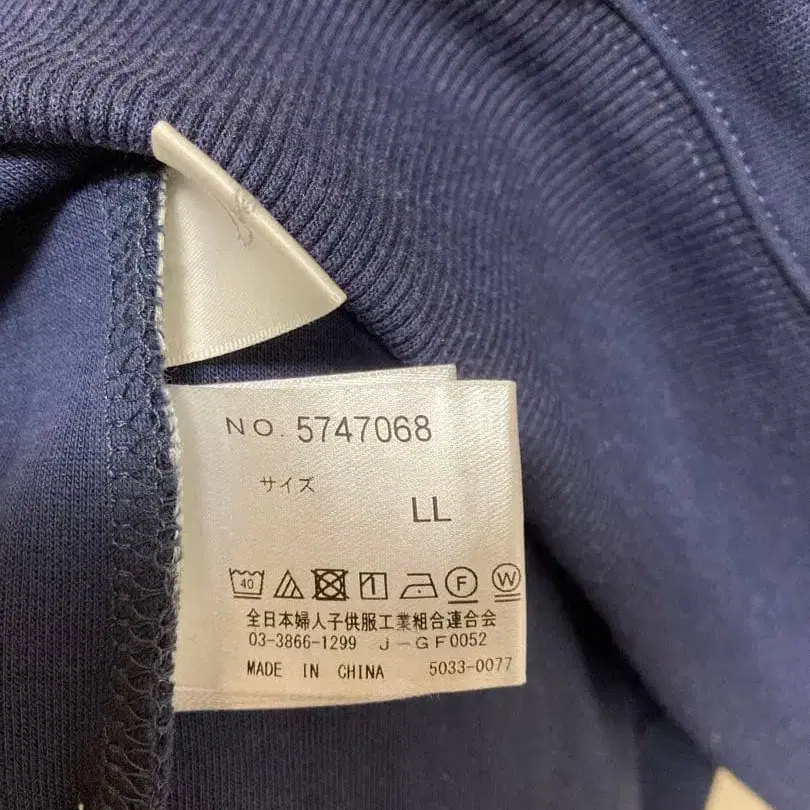 NO. 5747068
サイズ
LL
40 F W
全日本婦人子供服工業組合連合会
03-3866-1299 J-GF0052
MADE IN CHINA 5033-0077